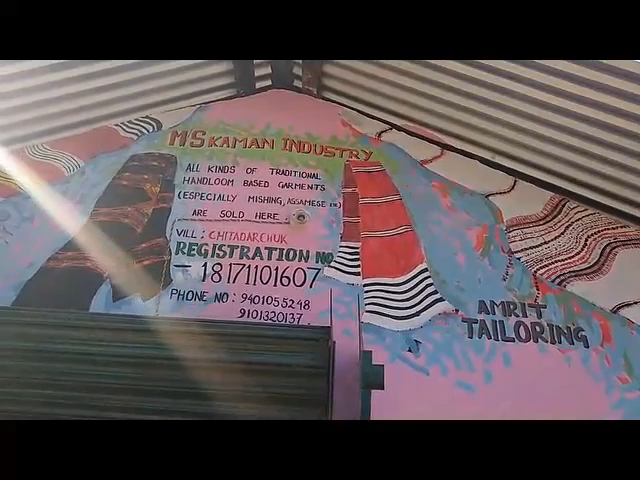 MS KAMAN INDUSTRY
ALL KINDS OF TRADITIONAL
HANDLOOM BASED GARMENTS
(ESPECIALLY MISHING, ASSAMESE
ARE SOLD HERE.
VILL: CHITADARCHUK
REGISTRATION NO
18171101607
PHONE NO: 9401055248
9101320137
AMRIT
TAILORING